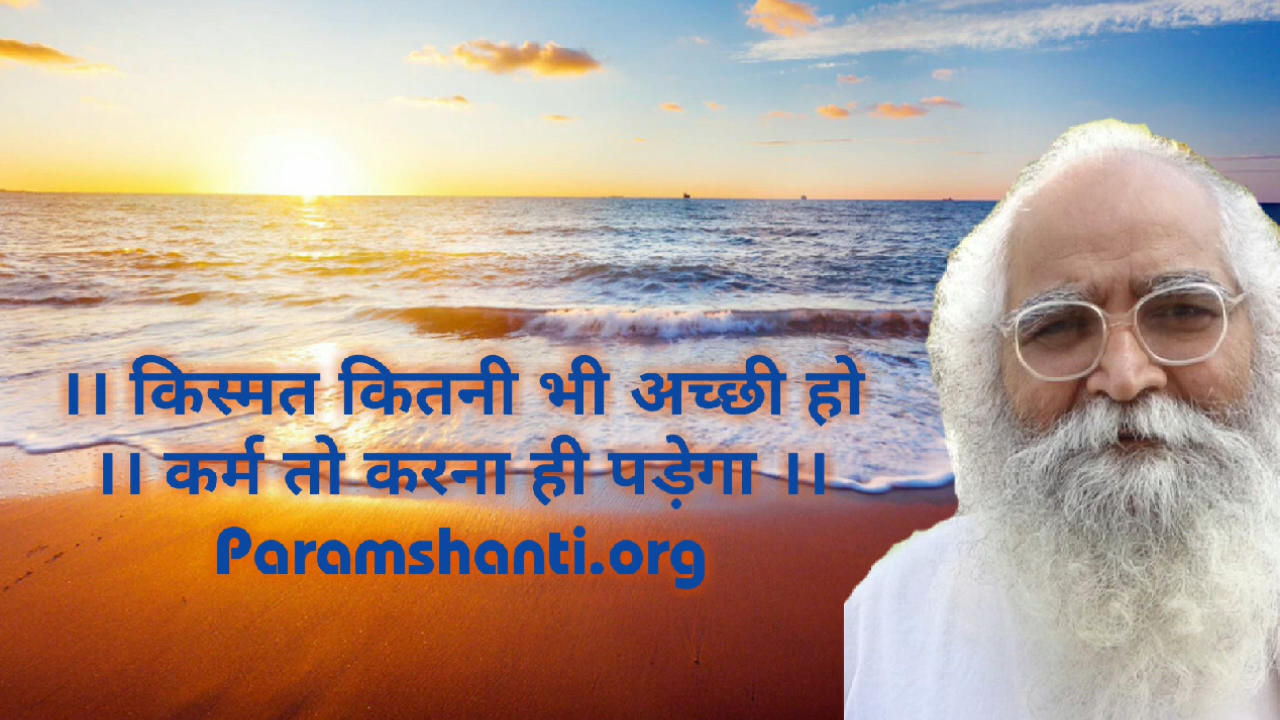 ।। किस्मत कितनी भी अच्छी हो
।। कर्म तो करना ही पड़ेगा ।।
Paramshanti.org